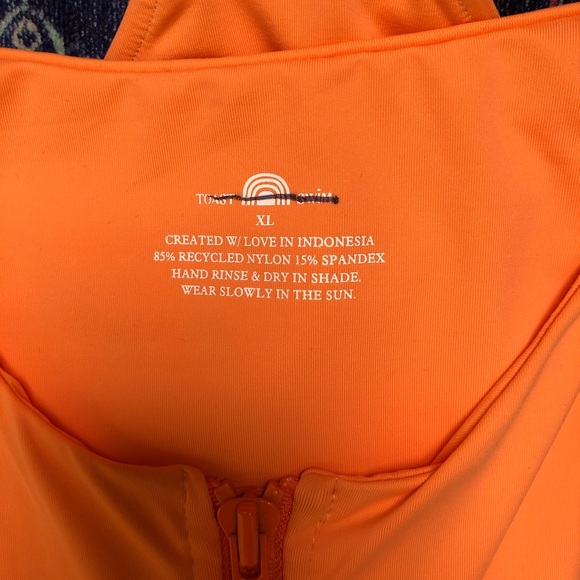 TOAST SWIM
XL
CREATED W/ LOVE IN INDONESIA
85% RECYCLED NYLON 15% SPANDEX
HAND RINSE & DRY IN SHADE.
WEAR SLOWLY IN THE SUN.